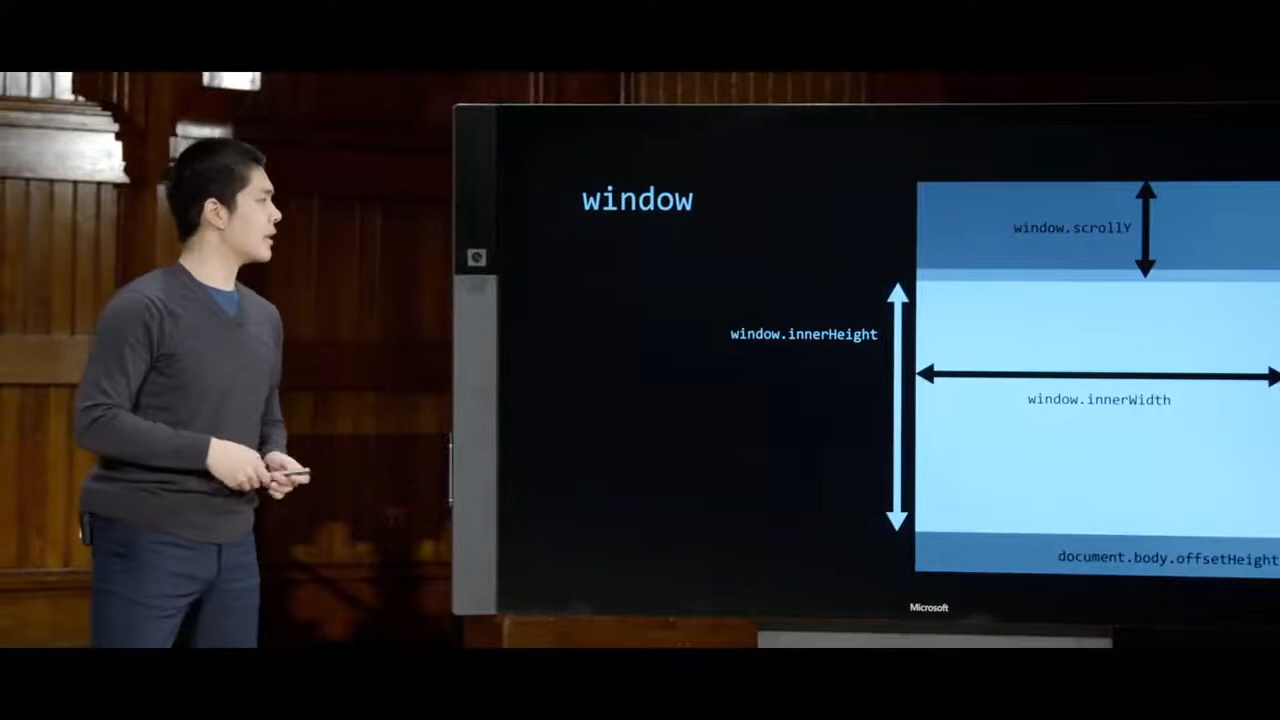 window
window.scrollY
window.innerHeight
window.innerWidth
document.body.offsetHeight
Microsoft